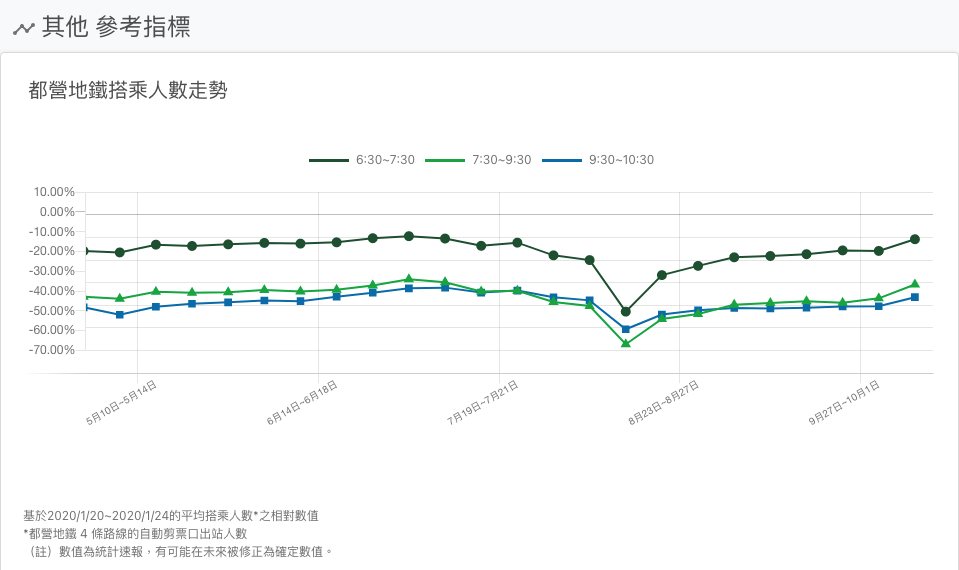 其他 參考指標
都營地鐵搭乘人數走勢
6:30~7:30 7:30~9:30 9:30~10:30
10.00%
0.00%
-10.00%
-20.00%
-30.00%
-40.00%
-50.00%
-60.00%
-70.00%
5月10日~5月14日
6月14日~6月18日
7月19日~7月21日
8月23日~8月27日
9月27日~10月1日
基於2020/1/20~2020/1/24的平均搭乘人數*之相對數值
*都營地鐵 4 條路線的自動剪票口出站人數
（註）數值為統計速報，有可能在未來被修正為確定數值。